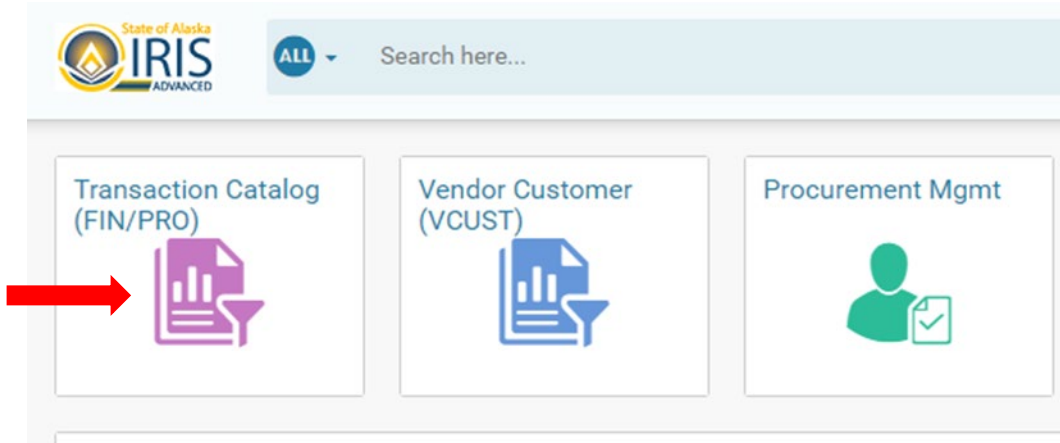 State of Alaska
IRIS
ADVANCED
ALL
Search here...
Transaction Catalog
(FIN/PRO)
Vendor Customer
(VCUST)
Procurement Mgmt